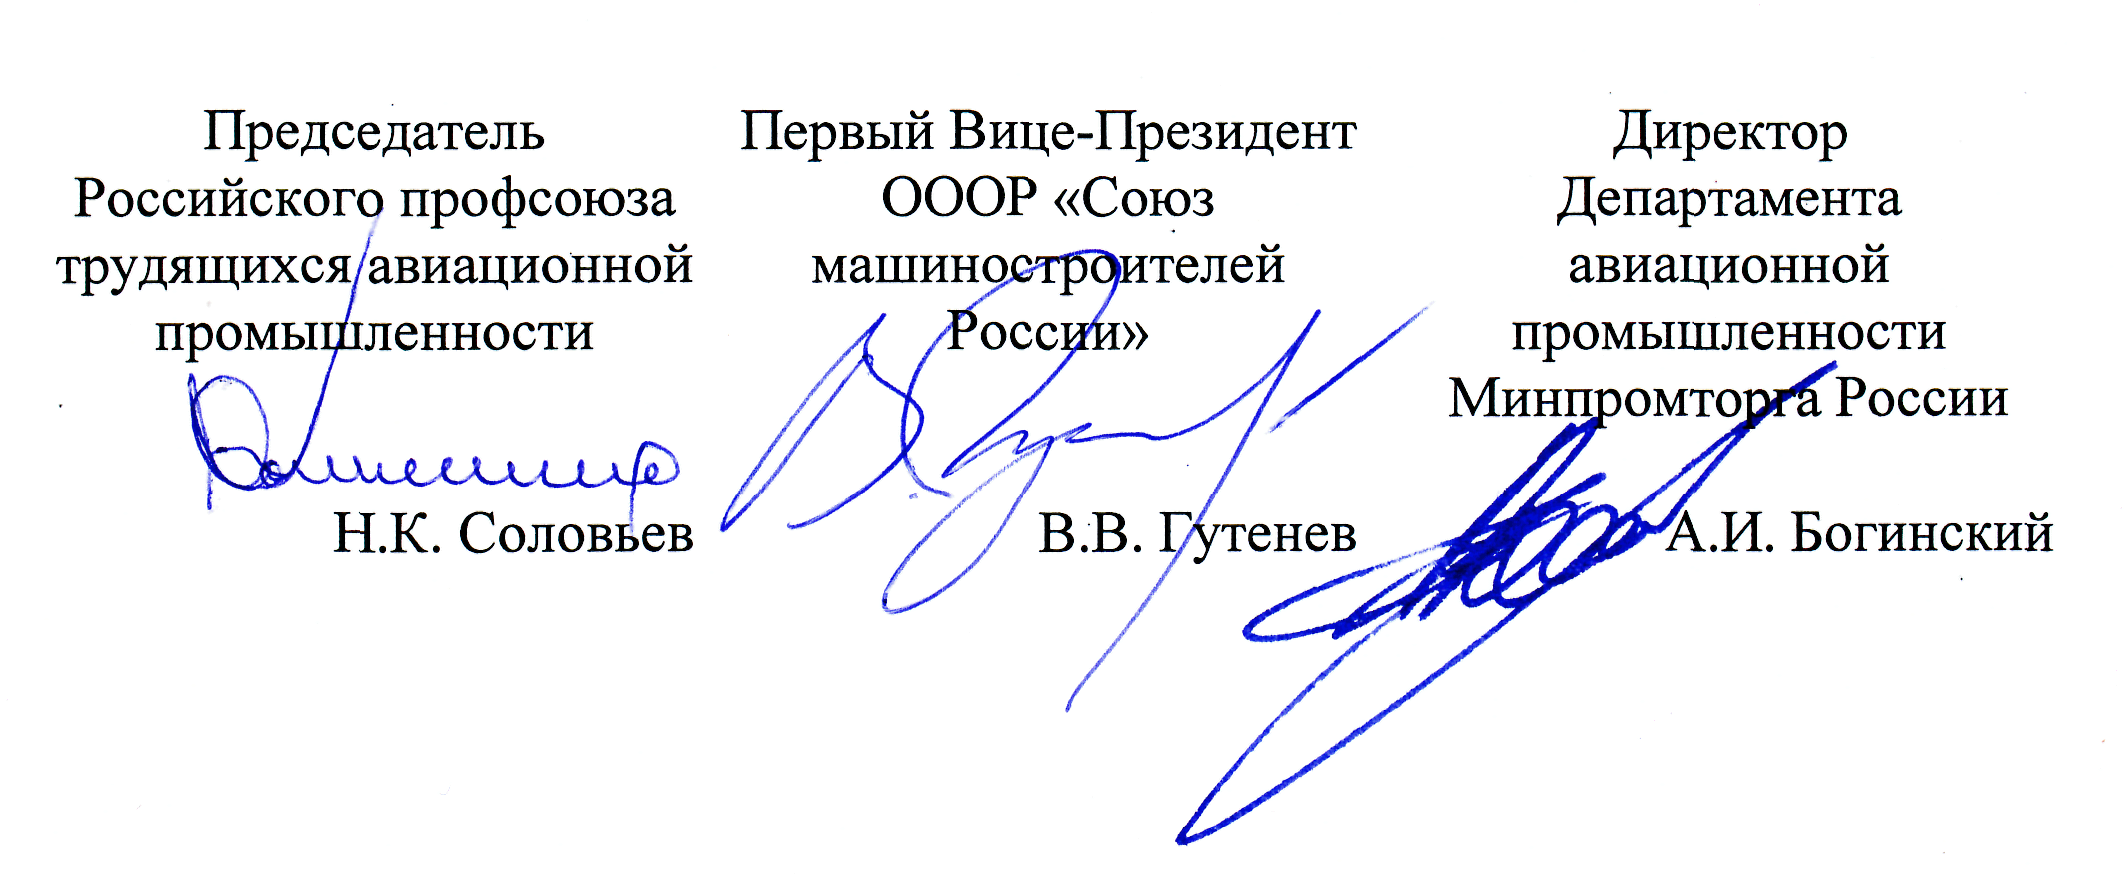 Председатель
Российского профсоюза
трудящихся авиационной
промышленности
Н.К. Соловьев
Первый Вице-Президент
ОООР «Союз
машиностроителей
России»
В.В. Гутенев
Директор
Департамента
авиационной
промышленности
Минпромторга России
А.И. Богинский